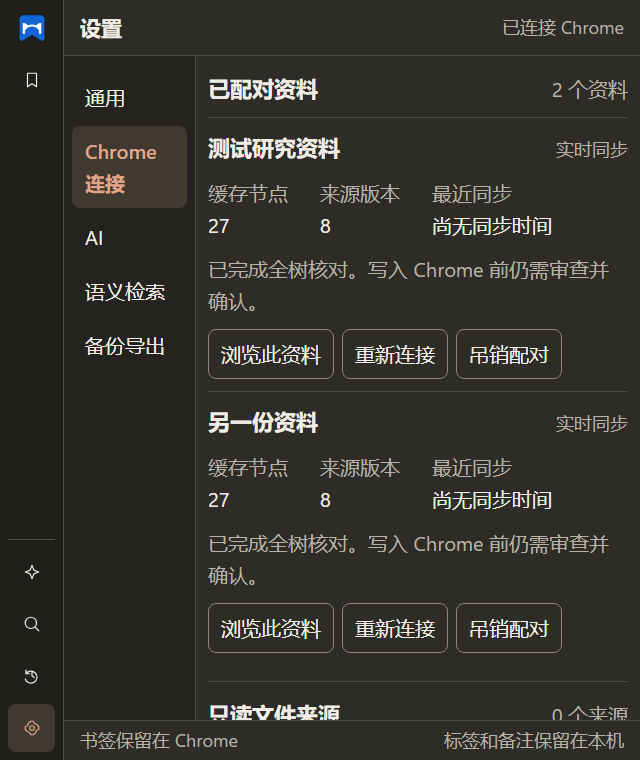 设置
已连接 Chrome
通用
Chrome
连接
AI
语义检索
备份导出
已配对资料
2 个资料
测试研究资料
实时同步
缓存节点 来源版本 最近同步
27 8 尚无同步时间
已完成全树核对。写入 Chrome 前仍需审查并
确认。
浏览此资料 重新连接 吊销配对
另一份资料
实时同步
缓存节点 来源版本 最近同步
27 8 尚无同步时间
已完成全树核对。写入 Chrome 前仍需审查并
确认。
浏览此资料 重新连接 吊销配对
只读文件来源
0 个来源
书签保留在 Chrome
标签和备注保留在本机